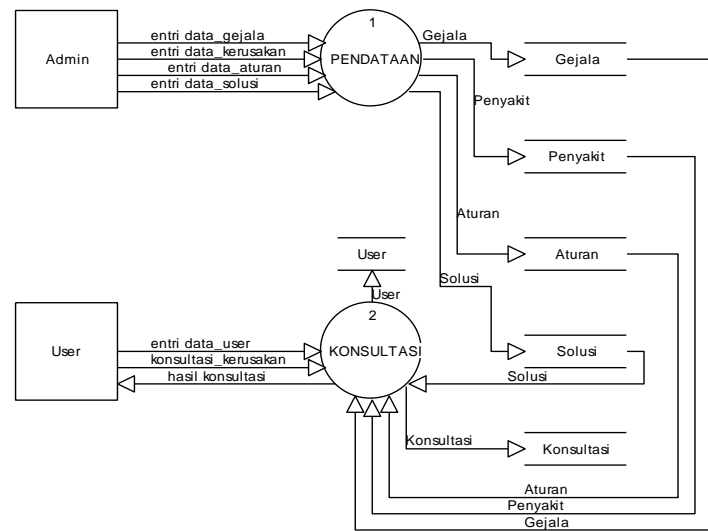 1
entri data_gejala
Gejala
Admin
entri data_kerusakan
PENDATAAN
Gejala
entri data_aturan
entri data_solusi
Penyakit
Penyakit
Aturan
User
Aturan
Solusi
User
2
entri data_user
User
KONSULTASI
Solusi
konsultasi_kerusakan
hasil konsultasi
Solusi
Konsultasi
Konsultasi
Aturan
Penyakit
Gejala